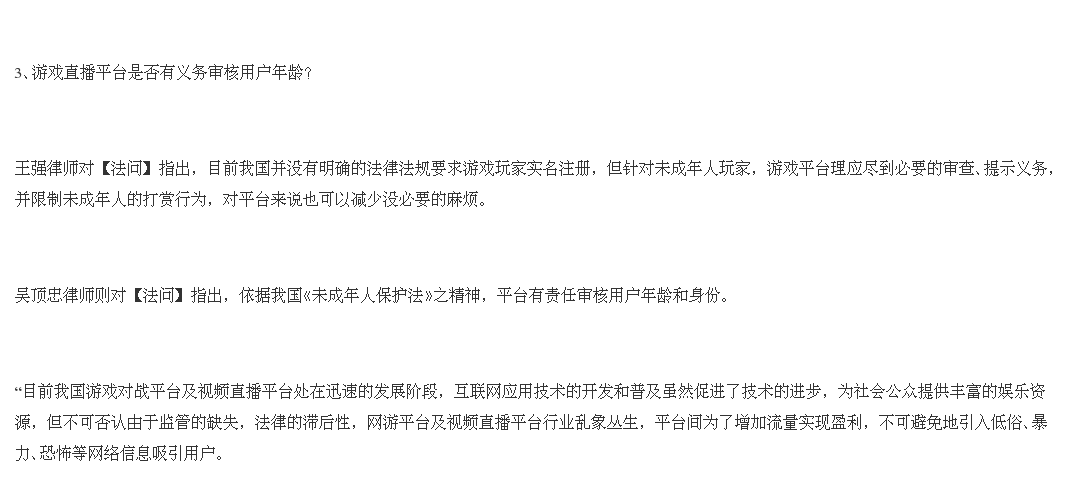 3、游戏直播平台是否有义务审核用户年龄?
王强律师对【法问】指出，目前我国并没有明确的法律法规要求游戏玩家实名注册，但针对未成年人玩家，游戏平台理应尽到必要的审查、提示义务，
并限制未成年人的打赏行为，对平台来说也可以减少没必要的麻烦。
吴顶忠律师则对【法问】指出，依据我国《未成年人保护法》之精神，平台有责任审核用户年龄和身份。
“目前我国游戏对战平台及视频直播平台处在迅速的发展阶段，互联网应用技术的开发和普及虽然促进了技术的进步，为社会公众提供丰富的娱乐资
源，但不可否认由于监管的缺失，法律的滞后性，网游平台及视频直播平台行业乱象丛生，平台间为了增加流量实现盈利，不可避免地引入低俗、暴
力、恐怖等网络信息吸引用户。